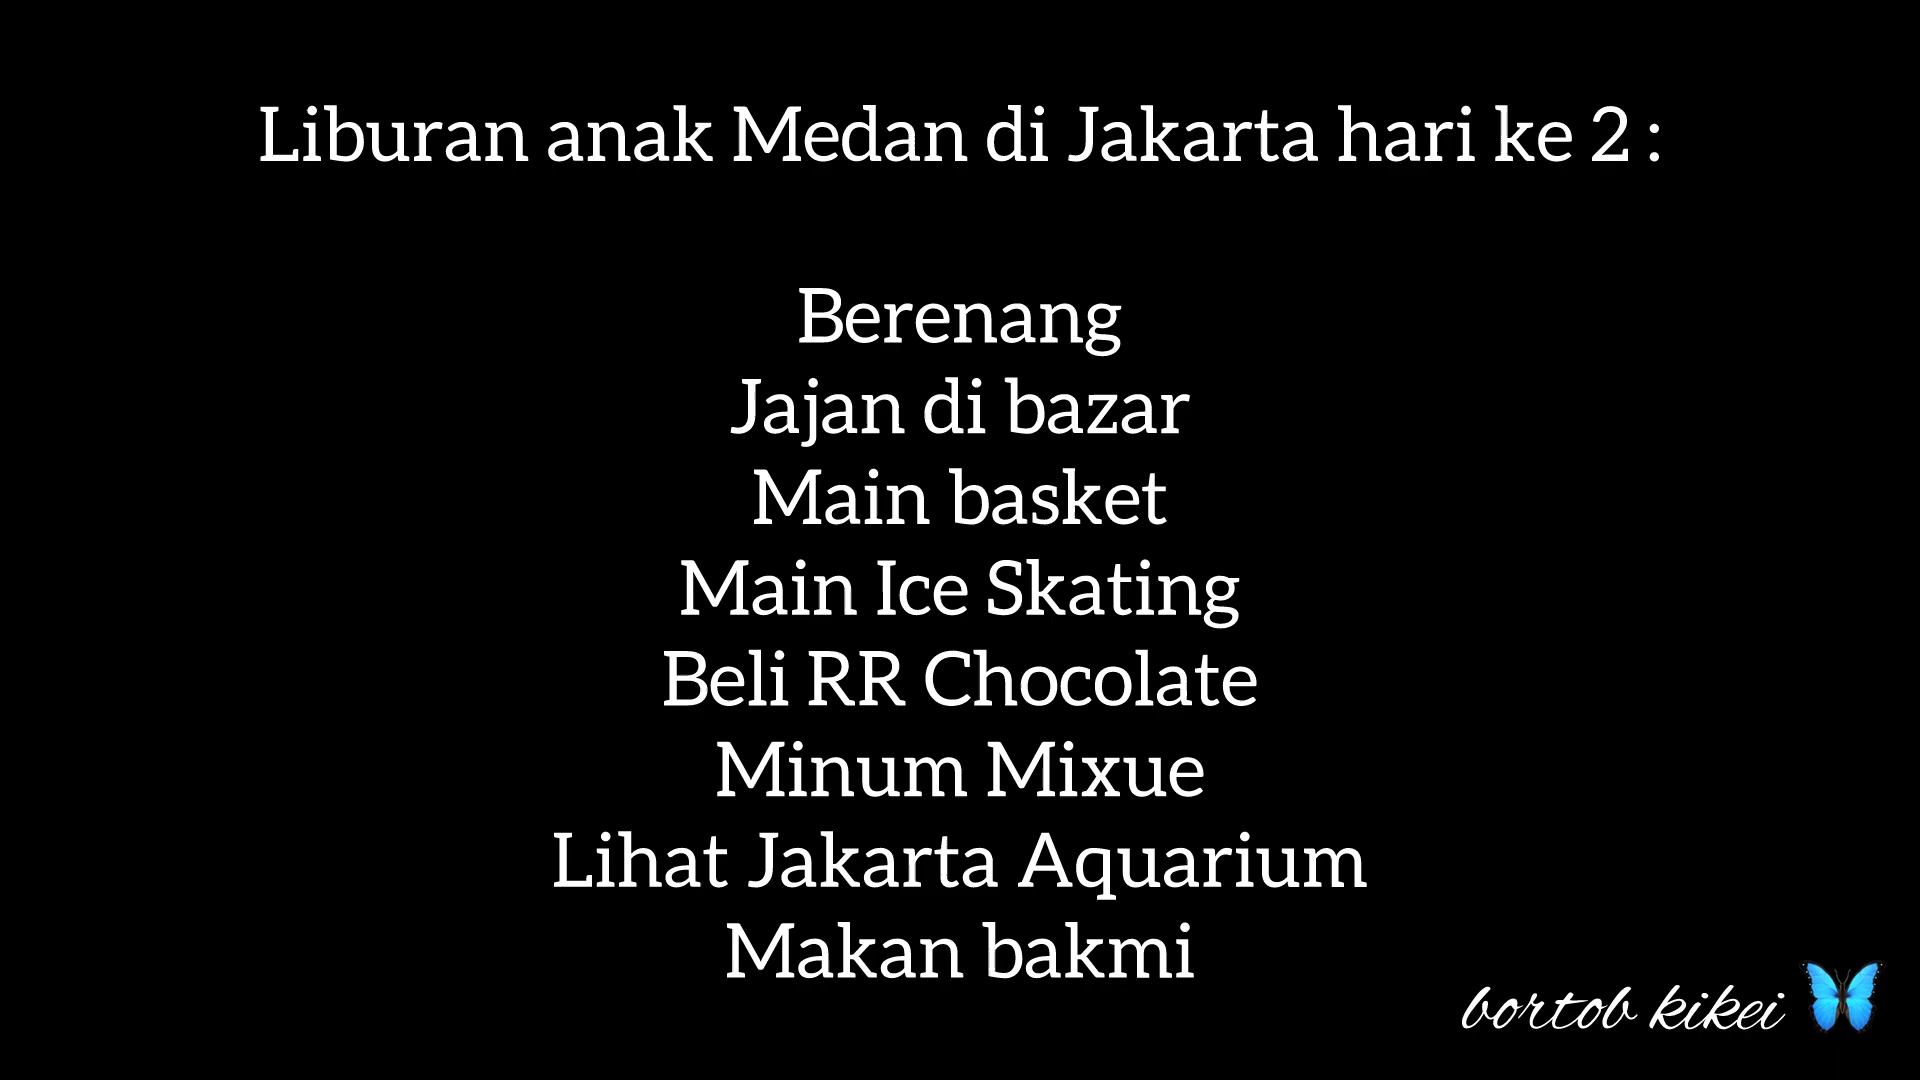 Liburan anak Medan di Jakarta hari ke 2 :
Berenang
Jajan di bazar
Main basket
Main Ice Skating
Beli RR Chocolate
Minum Mixue
Lihat Jakarta Aquarium
Makan bakmi
bortob kikei 🦋